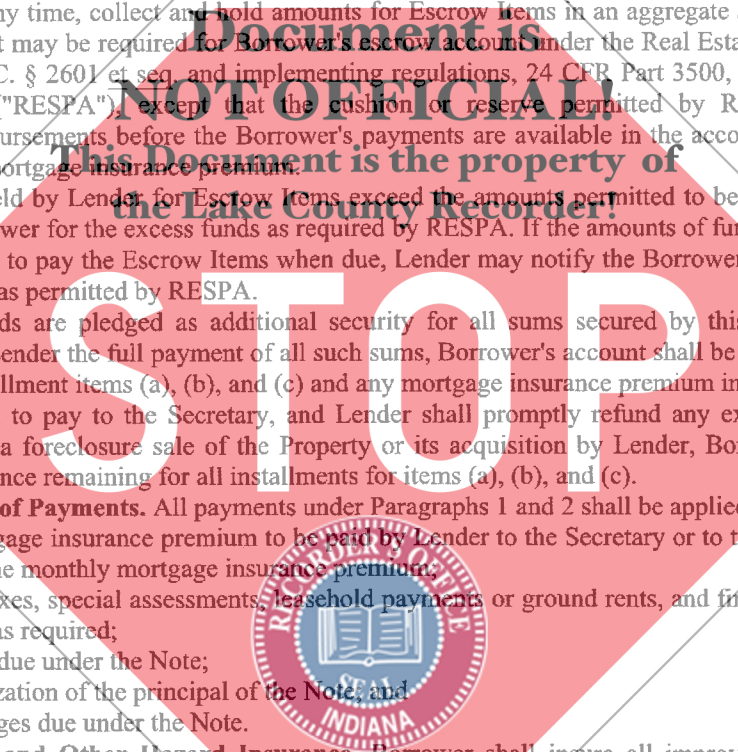 ny time, collect and hold amounts for Escrow Items in an aggregate
t may be required for Borrower's escrow account under the Real Esta
C. § 2601 et seq. and implementing regulations, 24 CFR Part 3500,
("RESPA"), except that the cushion or reserve permitted by R
ursements before the Borrower's payments are available in the acco
ortgage insurance premium.
eld by Lender for Escrow Items exceed the amounts permitted to be
wer for the excess funds as required by RESPA. If the amounts of fu
to pay the Escrow Items when due, Lender may notify the Borrower
as permitted by RESPA.
ds are pledged as additional security for all sums secured by this
ender the full payment of all such sums, Borrower's account shall be
llment items (a), (b), and (c) and any mortgage insurance premium in
to pay to the Secretary, and Lender shall promptly refund any ex
a foreclosure sale of the Property or its acquisition by Lender, Bo
nce remaining for all installments for items (a), (b), and (c).
of Payments. All payments under Paragraphs 1 and 2 shall be applied
gage insurance premium to be paid by Lender to the Secretary or to t
e monthly mortgage insurance premium;
xes, special assessments, leasehold payments or ground rents, and fi
as required;
due under the Note;
zation of the principal of the Note; and
ges due under the Note.
and Other Hazard Insurance. Borrower shall insure all improv
Document is
NOT OFFICIAL!
This Document is the property of
the Lake County Recorder!
STOP
RECORDER'S OFFICE
SEAL
INDIANA